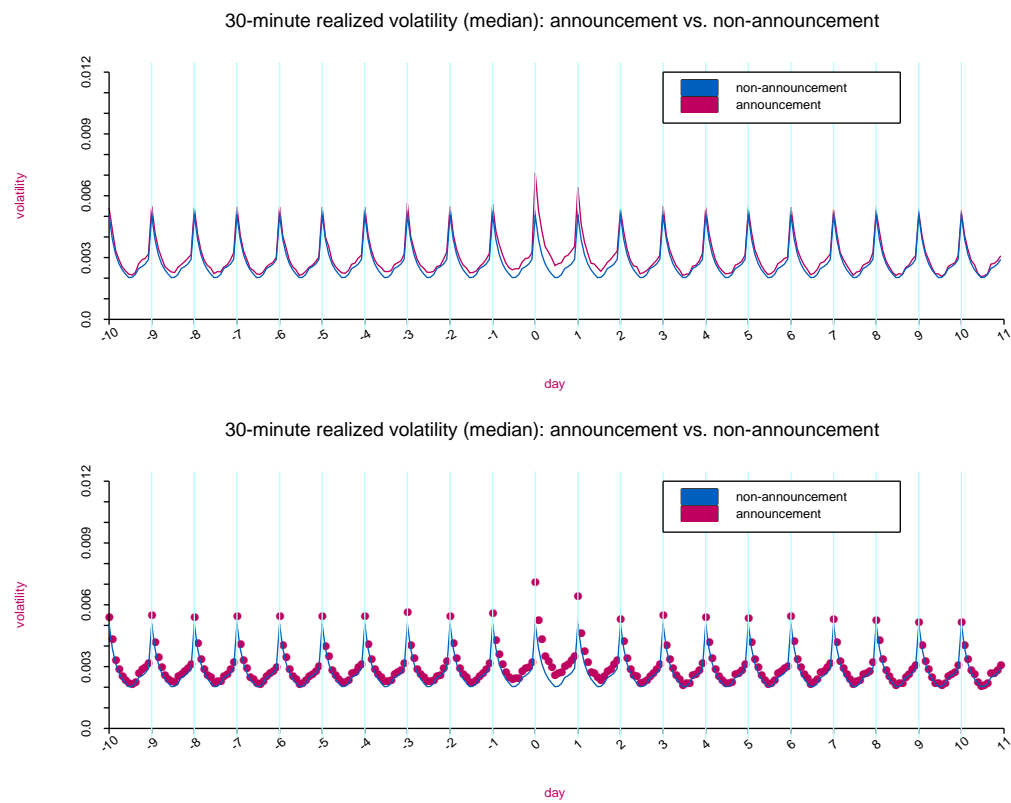 30-minute realized volatility (median): announcement vs. non-announcement
0.012
0.009
0.006
0.003
0.0
volatility
non-announcement
announcement
-10 -9 -8 -7 -6 -5 -4 -3 -2 -1 0 1 2 3 4 5 6 7 8 9 10 11
day
30-minute realized volatility (median): announcement vs. non-announcement
0.012
0.009
0.006
0.003
0.0
volatility
non-announcement
announcement
-10 -9 -8 -7 -6 -5 -4 -3 -2 -1 0 1 2 3 4 5 6 7 8 9 10 11
day